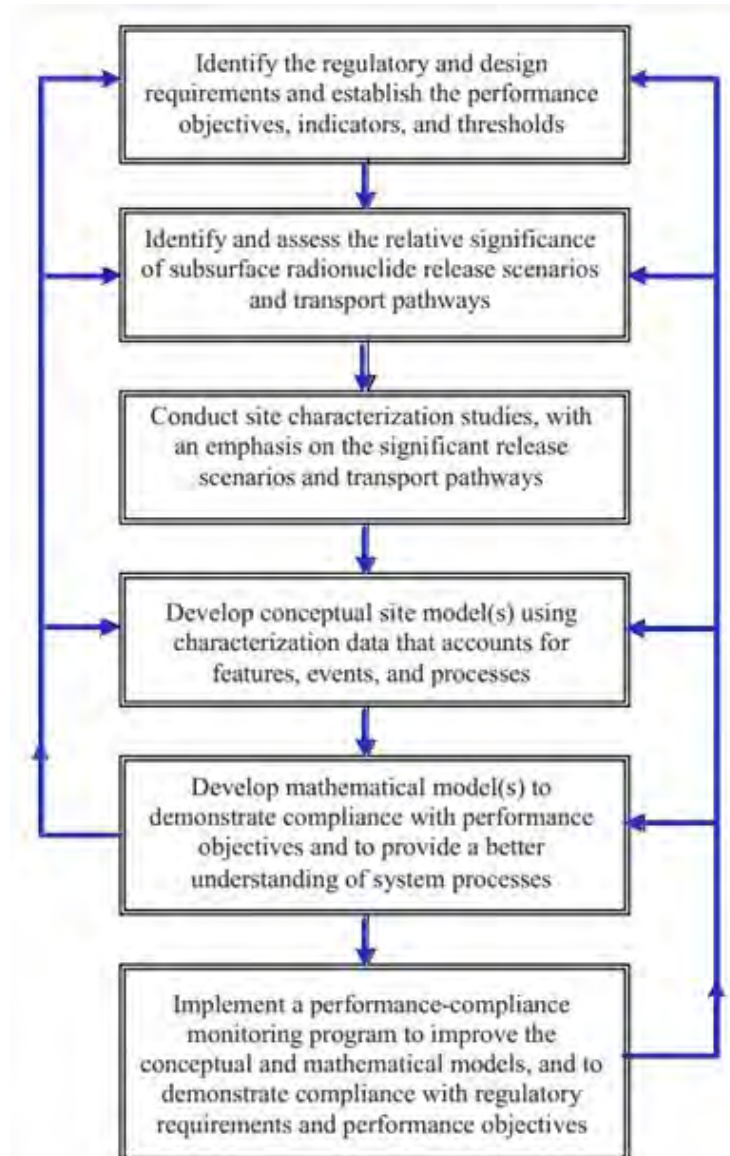 Identify the regulatory and design
requirements and establish the performance
objectives, indicators, and thresholds
Identify and assess the relative significance
of subsurface radionuclide release scenarios
and transport pathways
Conduct site characterization studies, with
an emphasis on the significant release
scenarios and transport pathways
Develop conceptual site model(s) using
characterization data that accounts for
features, events, and processes
Develop mathematical model(s) to
demonstrate compliance with performance
objectives and to provide a better
understanding of system processes
Implement a performance-compliance
monitoring program to improve the
conceptual and mathematical models, and to
demonstrate compliance with regulatory
requirements and performance objectives